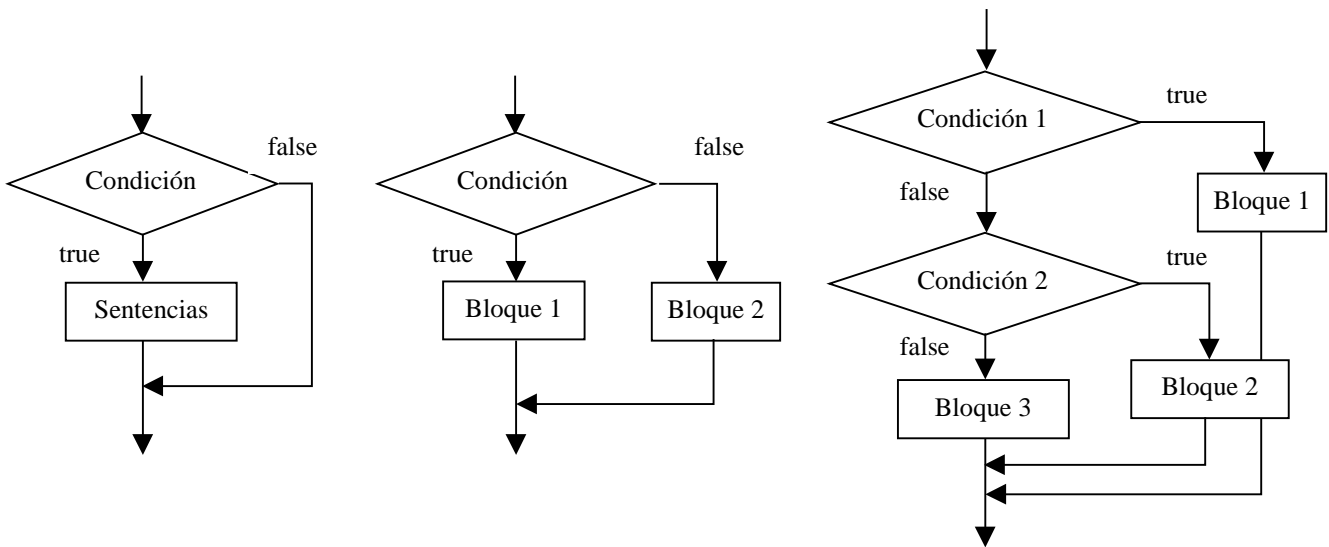 false
Condición
true
Sentencias
false
Condición
true
Bloque 1
Bloque 2
true
Condición 1
Bloque 1
false
true
Condición 2
false
Bloque 2
Bloque 3